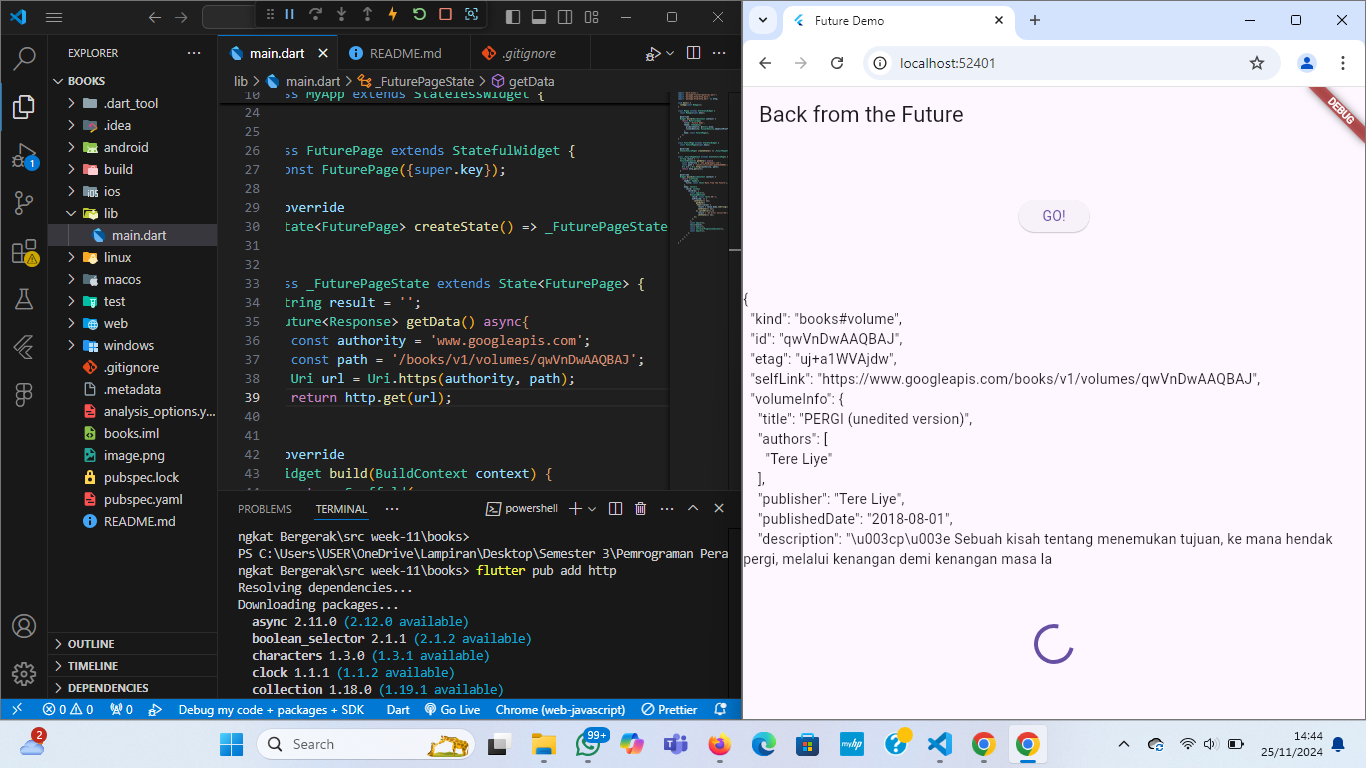 main.dart
README.md
.gitignore
EXPLORER
BOOKS
.dart_tool
.idea
android
build
ios
lib
main.dart
linux
macos
test
web
windows
.gitignore
.metadata
analysis_options.y...
books.iml
image.png
pubspec.lock
pubspec.yaml
README.md
OUTLINE
TIMELINE
DEPENDENCIES
1
lib > main.dart > _FuturePageState > getData
10 ss MyApp extends StatelessWidget {
24
25
26 ss FuturePage extends StatefulWidget {
27 onst FuturePage({super.key});
28
29 override
30 tate<FuturePage> createState() => _FuturePageState
31
32
33 ss _FuturePageState extends State<FuturePage> {
34 tring result = '';
35 uture<Response> getData() async{
36 const authority = 'www.googleapis.com';
37 const path = '/books/v1/volumes/qwVnDwAAQBAJ';
38 Uri url = Uri.https(authority, path);
39 return http.get(url);
40
41
42 override
43 idget build(BuildContext context) {
PROBLEMS TERMINAL ... powershell
ngkat Bergerak\src week-11\books>
PS C:\Users\USER\OneDrive\Lampiran\Desktop\Semester 3\Pemrograman Pera
ngkat Bergerak\src week-11\books> flutter pub add http
Resolving dependencies...
Downloading packages...
async 2.11.0 (2.12.0 available)
boolean_selector 2.1.1 (2.1.2 available)
characters 1.3.0 (1.3.1 available)
clock 1.1.1 (1.1.2 available)
collection 1.18.0 (1.19.1 available)
0 0 0 Debug my code + packages + SDK Dart Go Live Chrome (web-javascript) Prettier
Future Demo
localhost:52401
DEBUG
Back from the Future
GO!
{
"kind": "books#volume",
"id": "qwVnDwAAQBAJ",
"etag": "uj+a1WVAjdw",
"selfLink": "https://www.googleapis.com/books/v1/volumes/qwVnDwAAQBAJ",
"volumeInfo": {
"title": "PERGI (unedited version)",
"authors": [
"Tere Liye"
],
"publisher": "Tere Liye",
"publishedDate": "2018-08-01",
"description": "\u003cp\u003e Sebuah kisah tentang menemukan tujuan, ke mana hendak
pergi, melalui kenangan demi kenangan masa la
2
Search
99+
myhp
14:44
25/11/2024